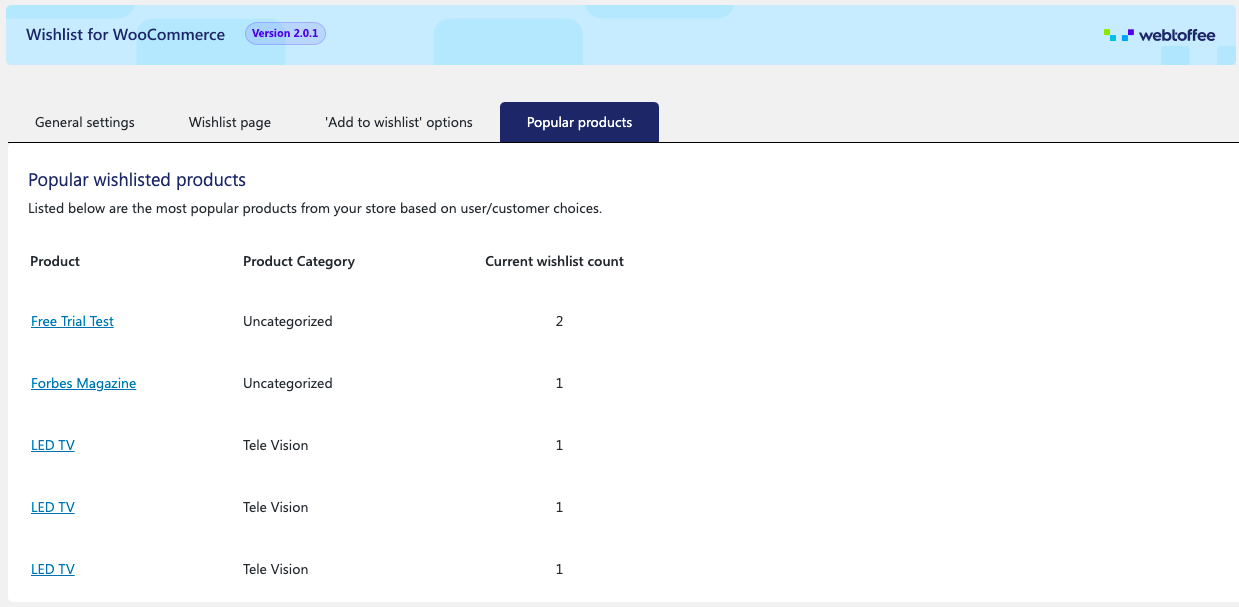 Wishlist for WooCommerce Version 2.0.1 webtoffee
General settings Wishlist page 'Add to wishlist' options Popular products
Popular wishlisted products
Listed below are the most popular products from your store based on user/customer choices.
Product Product Category Current wishlist count
Free Trial Test Uncategorized 2
Forbes Magazine Uncategorized 1
LED TV Tele Vision 1
LED TV Tele Vision 1
LED TV Tele Vision 1